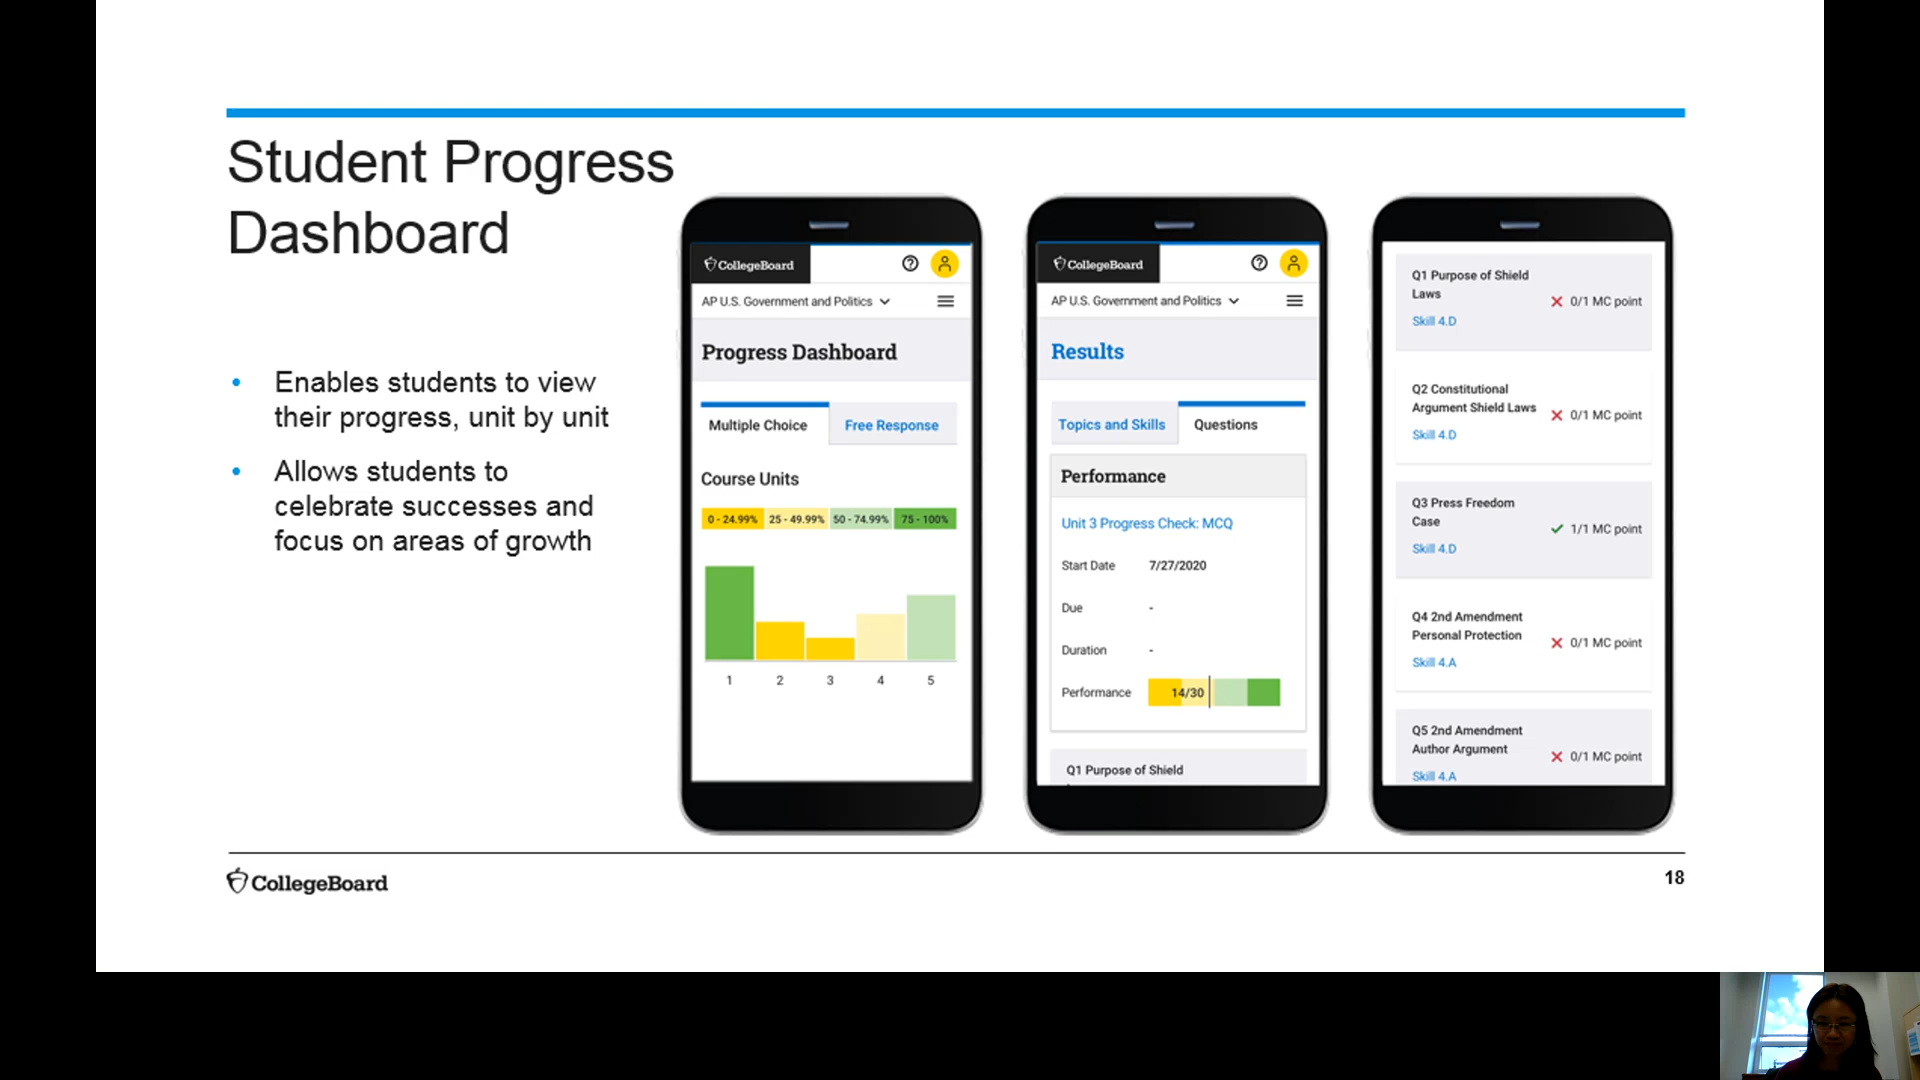 Student Progress
Dashboard
• Enables students to view
their progress, unit by unit
• Allows students to
celebrate successes and
focus on areas of growth
CollegeBoard
AP U.S. Government and Politics
Progress Dashboard
Multiple Choice Free Response
Course Units
0 - 24.99% 25 - 49.99% 50 - 74.99% 75 - 100%
1 2 3 4 5
CollegeBoard
AP U.S. Government and Politics
Results
Topics and Skills Questions
Performance
Unit 3 Progress Check: MCQ
Start Date 7/27/2020
Due -
Duration -
Performance 14/30
Q1 Purpose of Shield
Q1 Purpose of Shield
Laws
0/1 MC point
Skill 4.D
Q2 Constitutional
Argument Shield Laws
0/1 MC point
Skill 4.D
Q3 Press Freedom
Case
1/1 MC point
Skill 4.D
Q4 2nd Amendment
Personal Protection
0/1 MC point
Skill 4.A
Q5 2nd Amendment
Author Argument
0/1 MC point
Skill 4.A
CollegeBoard
18